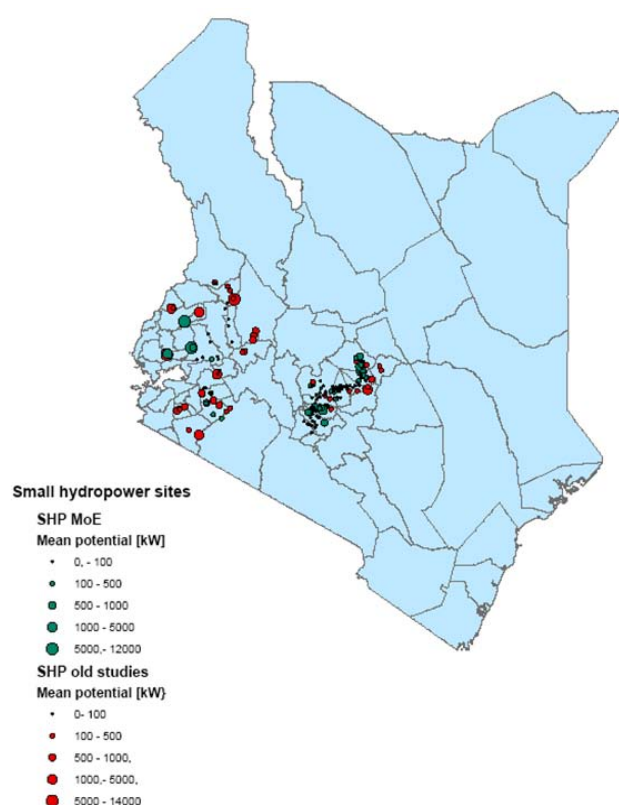 Small hydropower sites
SHP MoE
Mean potential [kW]
0, - 100
100 - 500
500 - 1000
1000 - 5000
5000,- 12000
SHP old studies
Mean potential [kW}
0- 100
100 - 500
500 - 1000,
1000,- 5000,
5000 - 14000